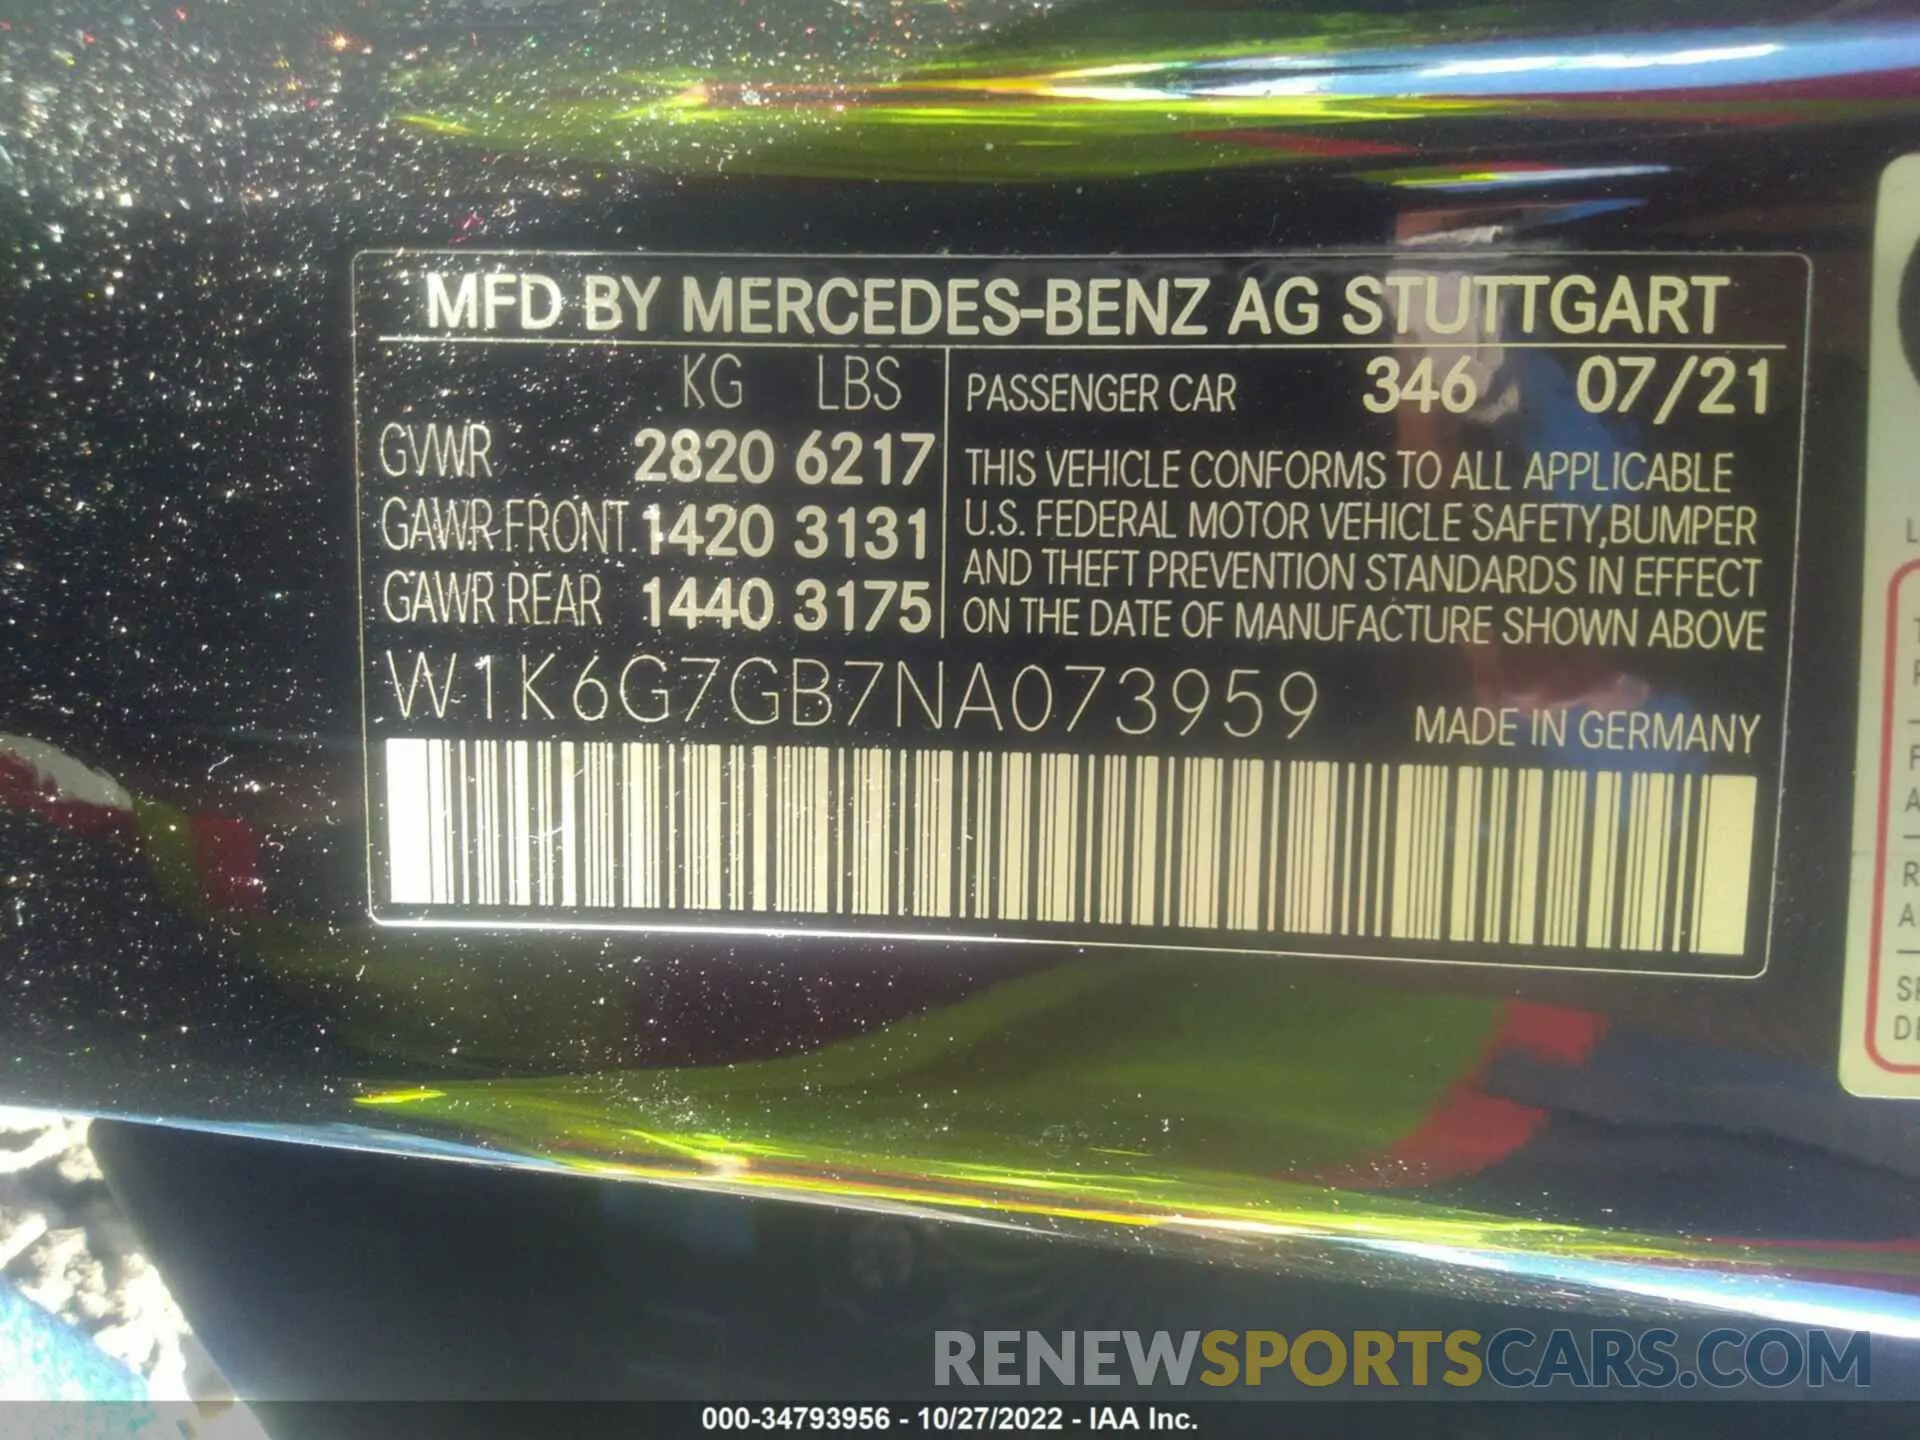 MFD BY MERCEDES-BENZ AG STUTTGART
KG LBS
GVWR 2820 6217
GAWR FRONT 1420 3131
GAWR REAR 1440 3175
PASSENGER CAR 346 07/21
THIS VEHICLE CONFORMS TO ALL APPLICABLE
U.S. FEDERAL MOTOR VEHICLE SAFETY, BUMPER
AND THEFT PREVENTION STANDARDS IN EFFECT
ON THE DATE OF MANUFACTURE SHOWN ABOVE
W1K6G7GB7NA073959
MADE IN GERMANY
RENEWSPORTSCARS.COM
000-34793956 - 10/27/2022 - IAA Inc.